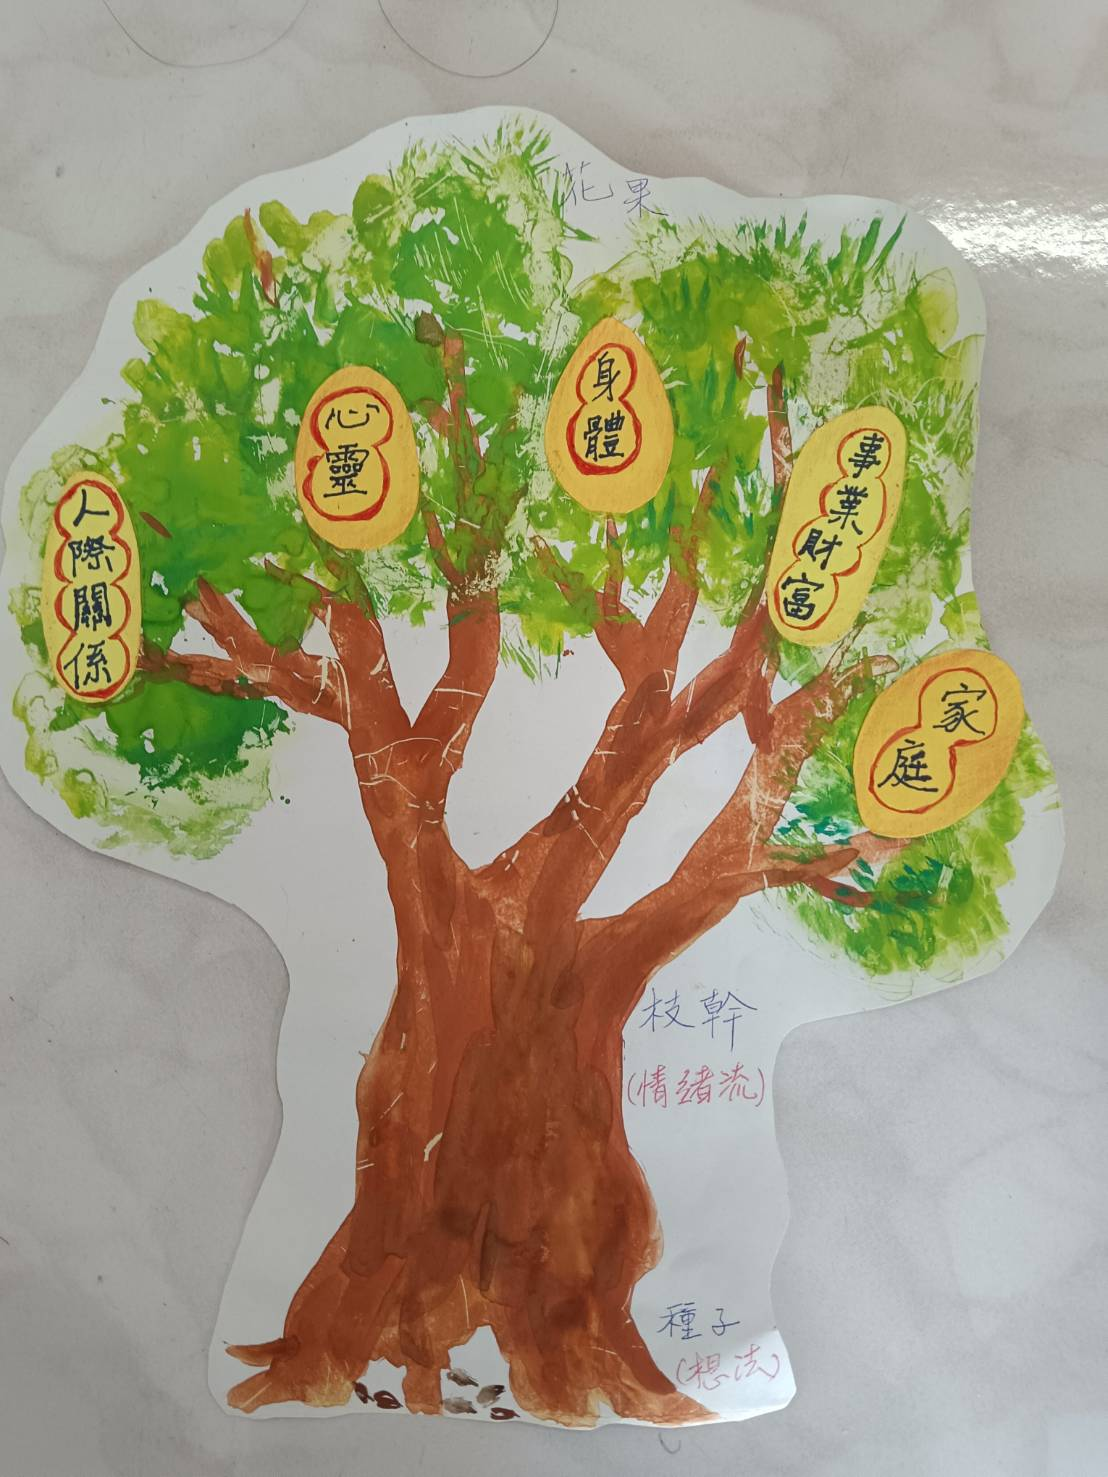 花果
心靈
身體
事業財富
人際關係
家庭
枝幹
(情緒流)
種子
(想法)